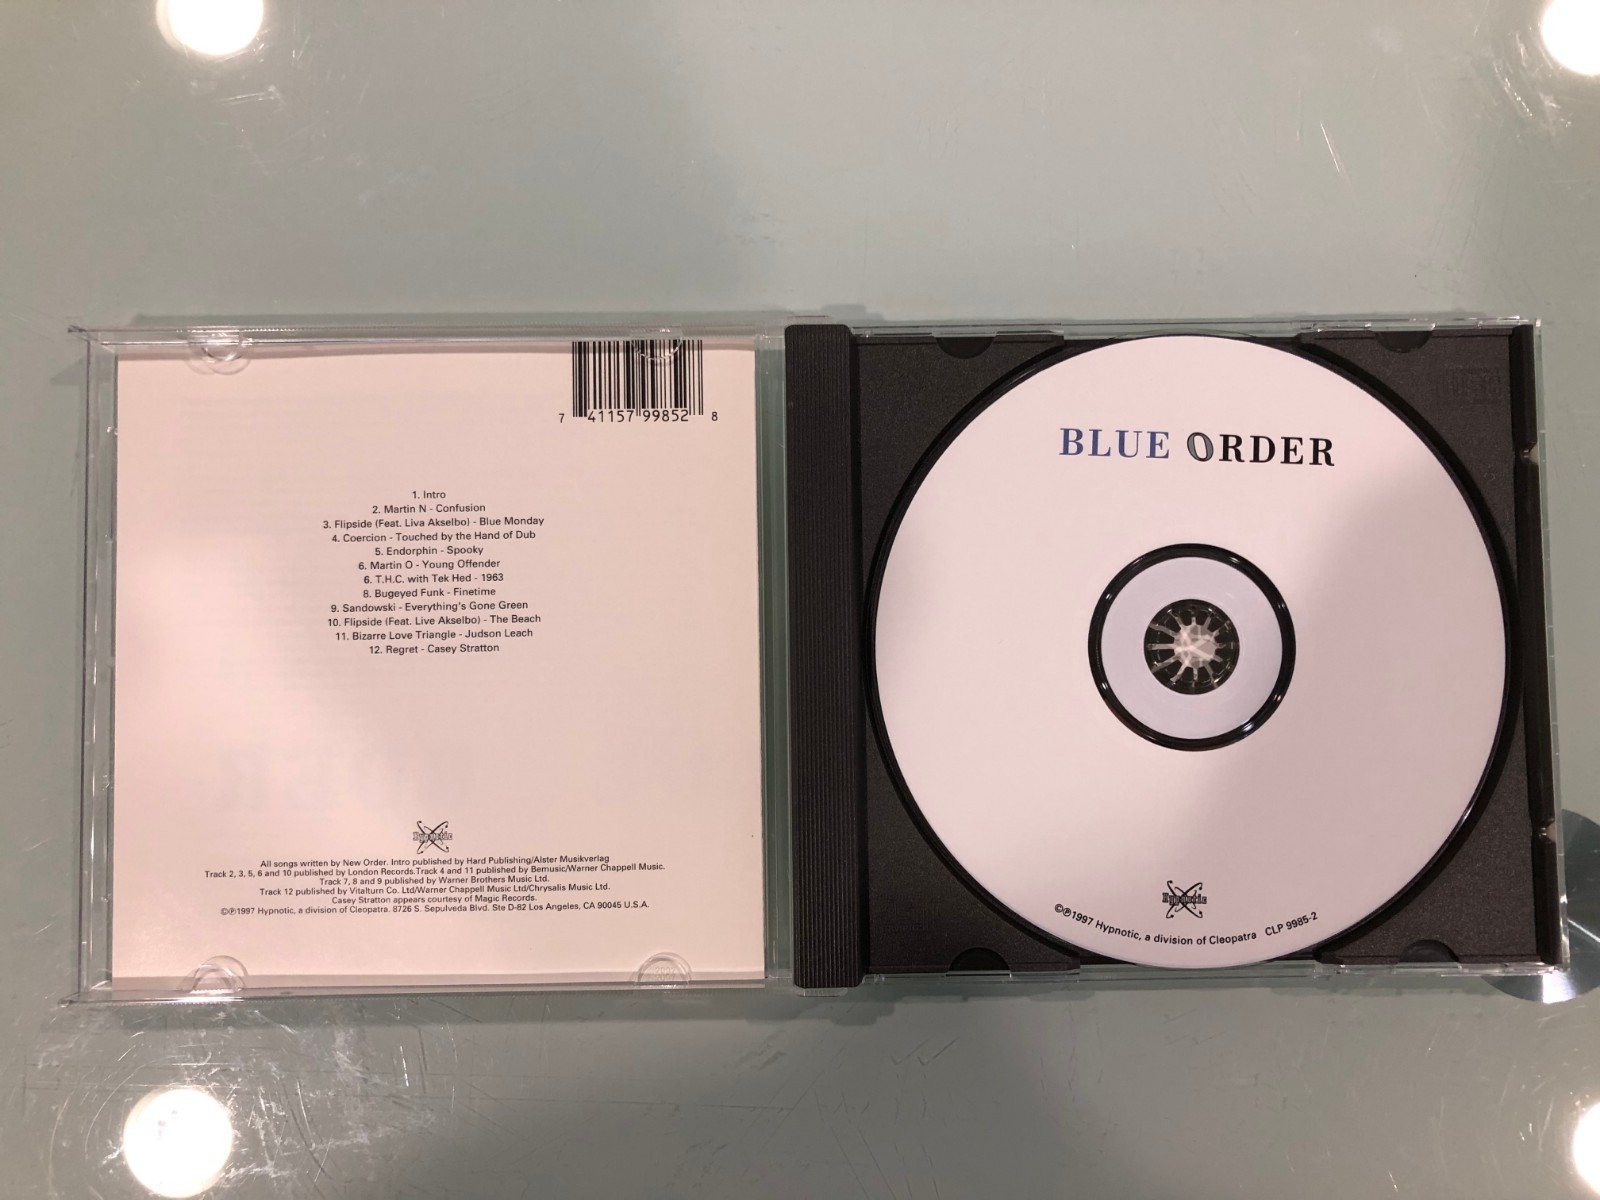 7 41157 99852 8
1. Intro
2. Martin N - Confusion
3. Flipside (Feat. Liva Akselbo) - Blue Monday
4. Coercion - Touched by the Hand of Dub
5. Endorphin - Spooky
6. Martin O - Young Offender
6. T.H.C. with Tek Hed - 1963
8. Bugeyed Funk - Finetime
9. Sandowski - Everything's Gone Green
10. Flipside (Feat. Live Akselbo) - The Beach
11. Bizarre Love Triangle - Judson Leach
12. Regret - Casey Stratton
Hypnotic
All songs written by New Order. Intro published by Hard Publishing/Alster Musikverlag
Track 2, 3, 5, 6 and 10 published by London Records.Track 4 and 11 published by Bemusic/Warner Chappell Music.
Track 7, 8 and 9 published by Warner Brothers Music Ltd.
Track 12 published by Vitalturn Co. Ltd/Warner Chappell Music Ltd/Chrysalis Music Ltd.
Casey Stratton appears courtesy of Magic Records.
©℗1997 Hypnotic, a division of Cleopatra. 8726 S. Sepulveda Blvd. Ste D-82 Los Angeles, CA 90045 U.S.A.
BLUE ORDER
Hypnotic
©℗1997 Hypnotic, a division of Cleopatra CLP 9985-2